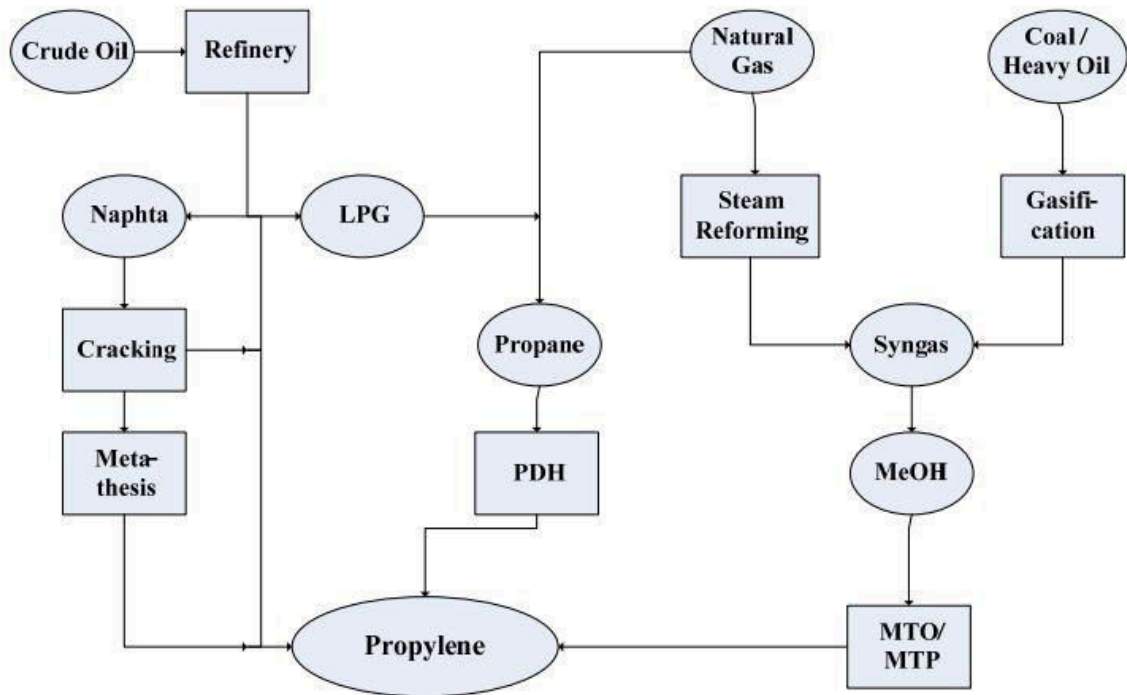 Crude Oil
Refinery
Natural
Gas
Coal /
Heavy Oil
Naphta
LPG
Steam
Reforming
Gasifi-
cation
Cracking
Propane
Syngas
Meta-
thesis
PDH
MeOH
Propylene
MTO/
MTP